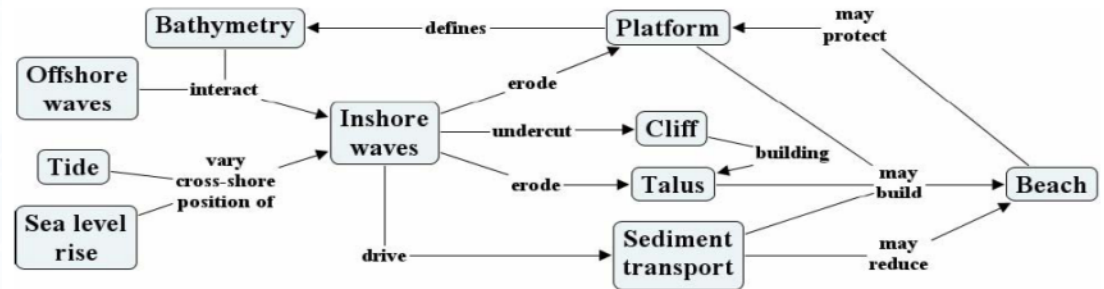 Bathymetry
defines
Platform
may
protect
Offshore
waves
interact
erode
Inshore
waves
undercut
Cliff
building
Tide
vary
cross-shore
position of
erode
Talus
may
build
Beach
Sea level
rise
drive
Sediment
transport
may
reduce